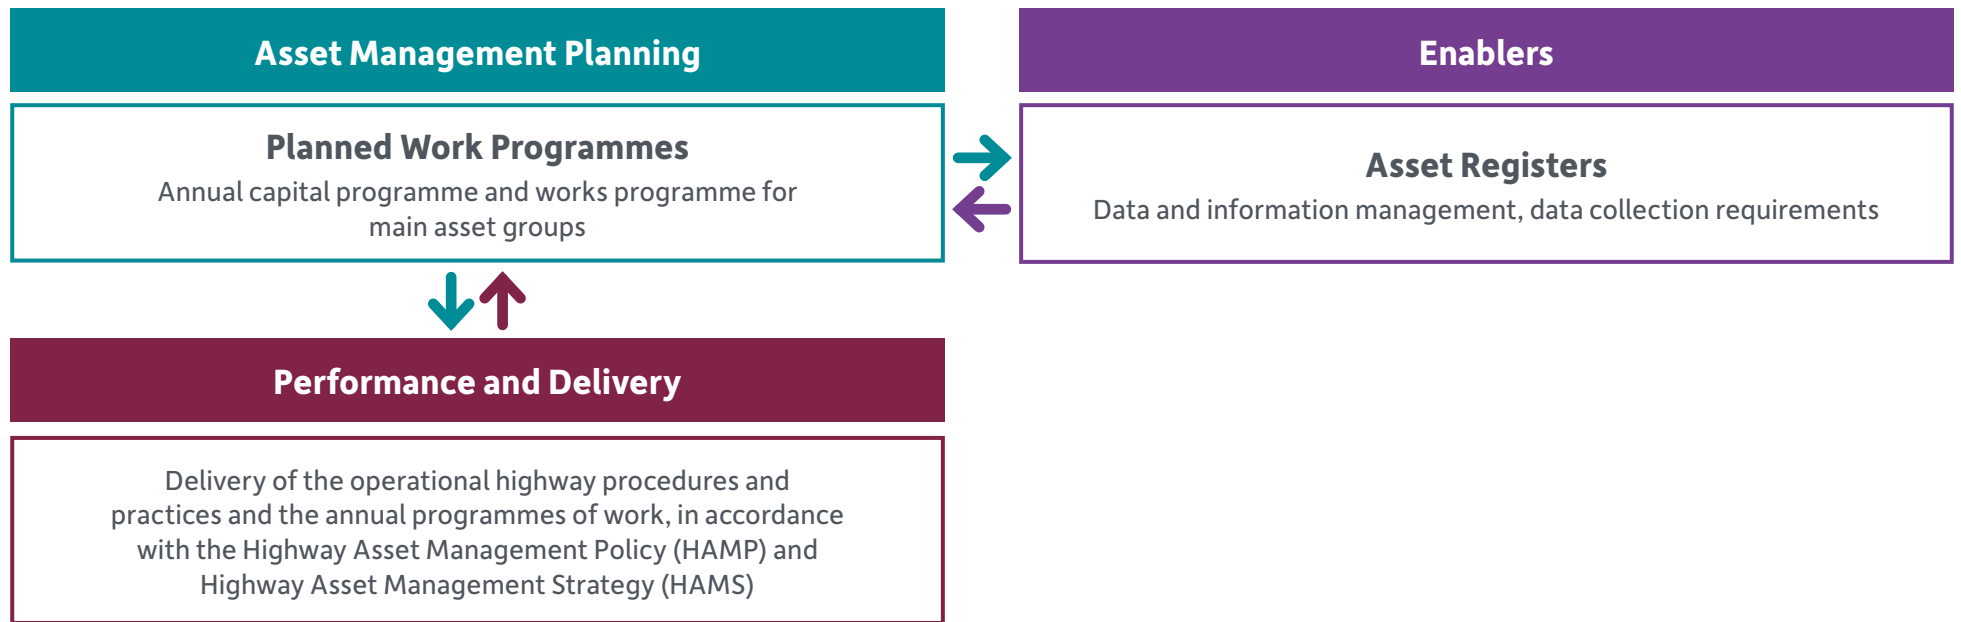 Asset Management Planning
Planned Work Programmes
Annual capital programme and works programme for
main asset groups
Enablers
Asset Registers
Data and information management, data collection requirements
Performance and Delivery
Delivery of the operational highway procedures and
practices and the annual programmes of work, in accordance
with the Highway Asset Management Policy (HAMP) and
Highway Asset Management Strategy (HAMS)